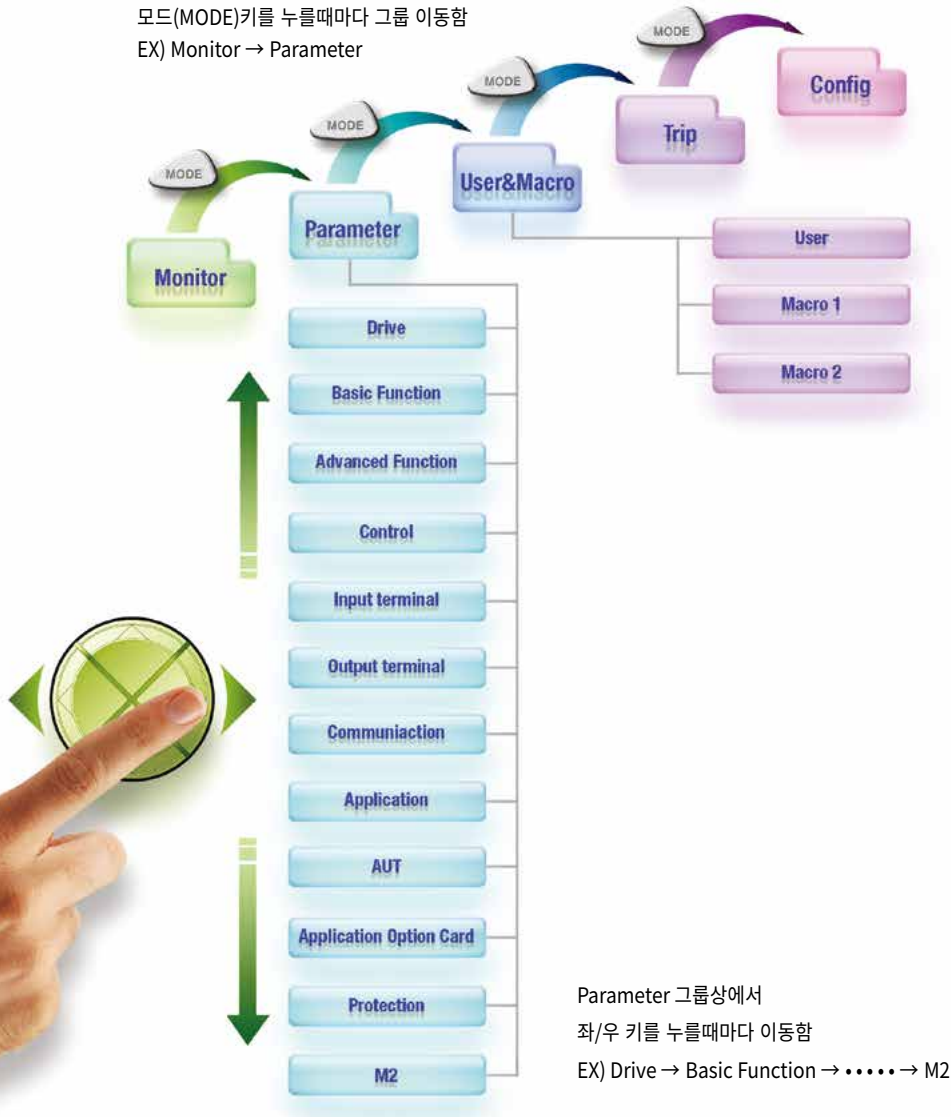 모드(MODE)키를 누를때마다 그룹 이동함
EX) Monitor → Parameter
MODE
Config
MODE
Trip
MODE
User&Macro
MODE
Parameter
Monitor
User
Macro 1
Macro 2
Drive
Basic Function
Advanced Function
Control
Input terminal
Output terminal
Communiaction
Application
AUT
Application Option Card
Protection
M2
Parameter 그룹상에서
좌/우 키를 누를때마다 이동함
EX) Drive → Basic Function → ····· → M2